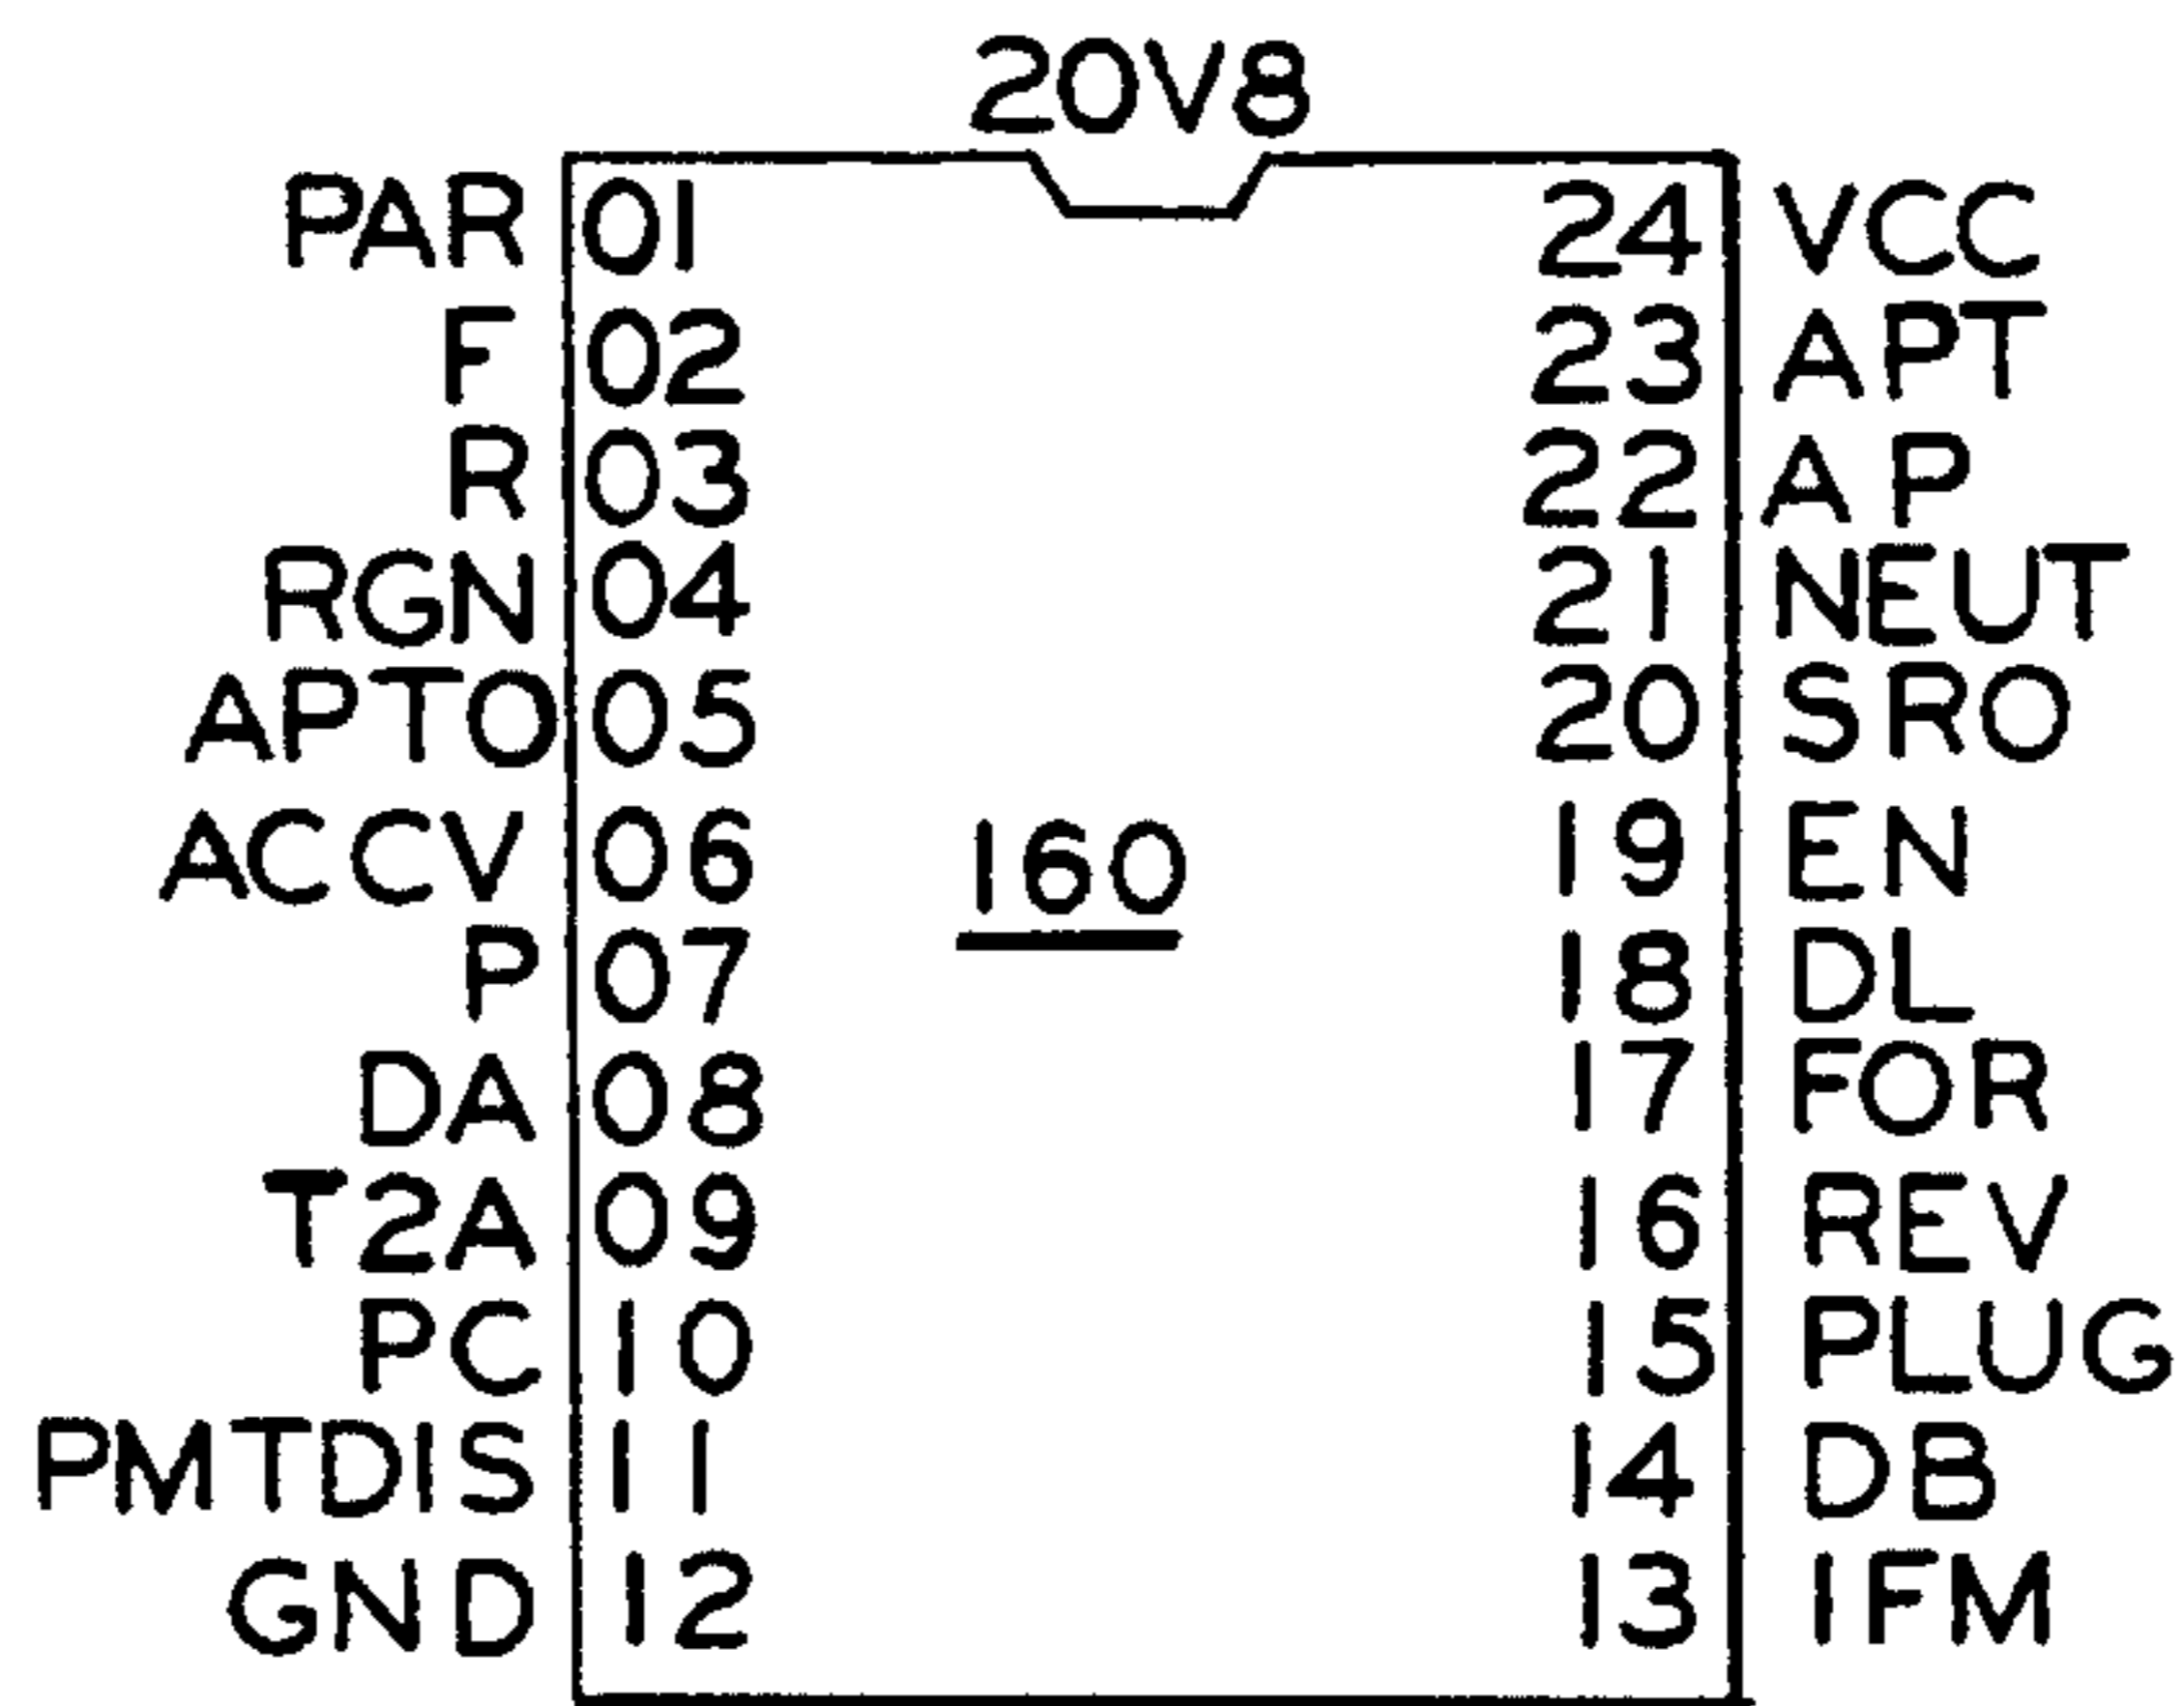 20V8
PAR 01 24 VCC
F 02 23 APT
R 03 22 AP
RGN 04 21 NEUT
APTO 05 20 SRO
ACCV 06 160 19 EN
P 07 18 DL
DA 08 17 FOR
T2A 09 16 REV
PC 10 15 PLUG
PMTDIS 11 14 DB
GND 12 13 IFM